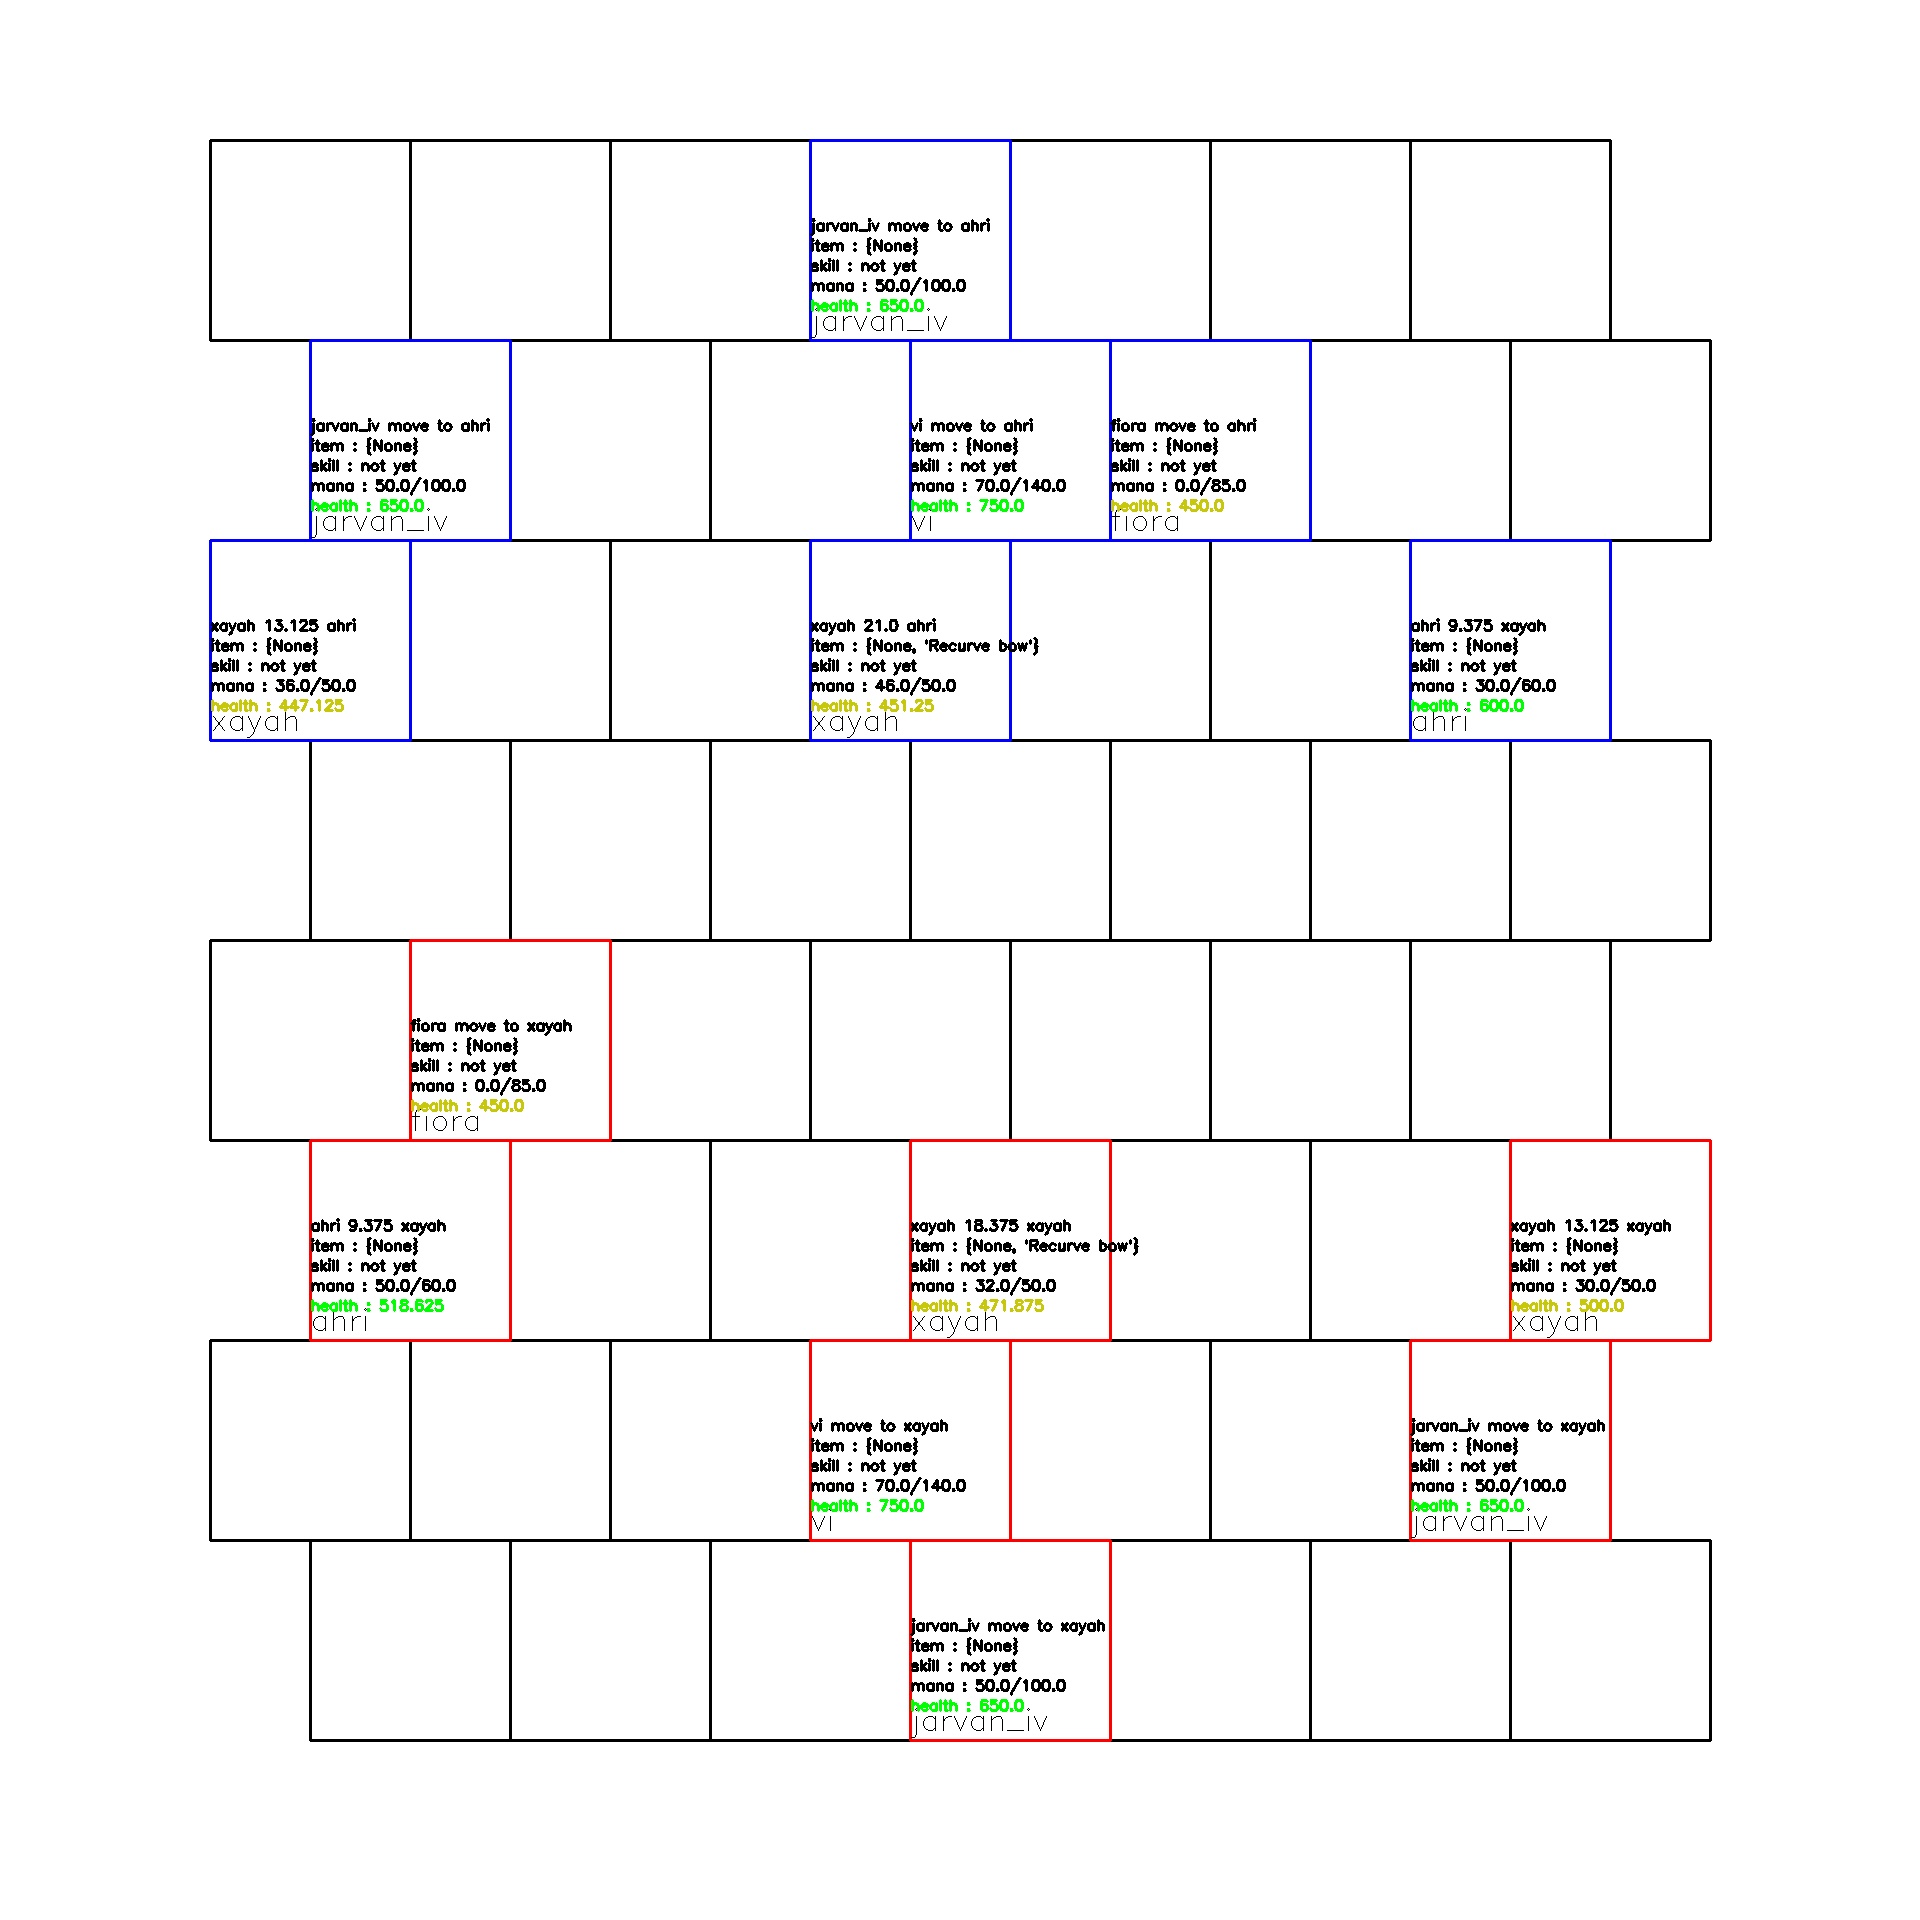 jarvan_iv move to ahri
item : {None}
skill : not yet
mana : 50.0/100.0
health : 650.0
jarvan_iv
jarvan_iv move to ahri
item : {None}
skill : not yet
mana : 50.0/100.0
health : 650.0
jarvan_iv
vi move to ahri
item : {None}
skill : not yet
mana : 70.0/140.0
health : 750.0
vi
fiora move to ahri
item : {None}
skill : not yet
mana : 0.0/85.0
health : 450.0
fiora
xayah 13.125 ahri
item : {None}
skill : not yet
mana : 36.0/50.0
health : 447.125
xayah
xayah 21.0 ahri
item : {None, 'Recurve bow'}
skill : not yet
mana : 46.0/50.0
health : 451.25
xayah
ahri 9.375 xayah
item : {None}
skill : not yet
mana : 30.0/60.0
health : 600.0
ahri
fiora move to xayah
item : {None}
skill : not yet
mana : 0.0/85.0
health : 450.0
fiora
ahri 9.375 xayah
item : {None}
skill : not yet
mana : 50.0/60.0
health : 518.625
ahri
xayah 18.375 xayah
item : {None, 'Recurve bow'}
skill : not yet
mana : 32.0/50.0
health : 471.875
xayah
xayah 13.125 xayah
item : {None}
skill : not yet
mana : 30.0/50.0
health : 500.0
xayah
vi move to xayah
item : {None}
skill : not yet
mana : 70.0/140.0
health : 750.0
vi
jarvan_iv move to xayah
item : {None}
skill : not yet
mana : 50.0/100.0
health : 650.0
jarvan_iv
jarvan_iv move to xayah
item : {None}
skill : not yet
mana : 50.0/100.0
health : 650.0
jarvan_iv